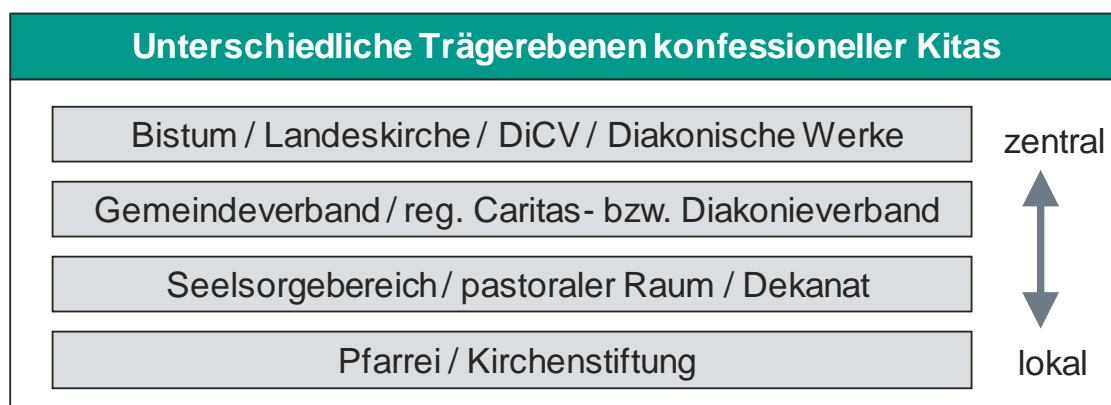 Unterschiedliche Trägerebenen konfessioneller Kitas
Bistum / Landeskirche / DiCV / Diakonische Werke
zentral
Gemeindeverband / reg. Caritas- bzw. Diakonieverband
Seelsorgebereich / pastoraler Raum / Dekanat
Pfarrei / Kirchenstiftung
lokal